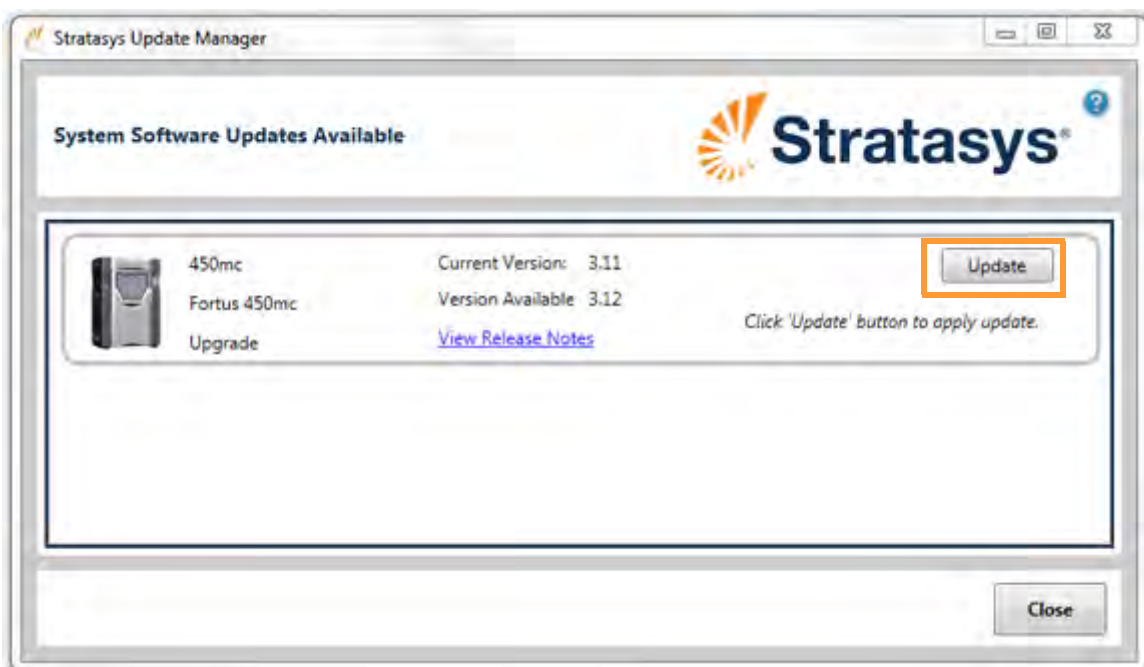 Stratasys Update Manager
System Software Updates Available
Stratasys®
?
450mc
Current Version: 3.11
Update
Fortus 450mc
Version Available 3.12
Click 'Update' button to apply update.
Upgrade
View Release Notes
Close